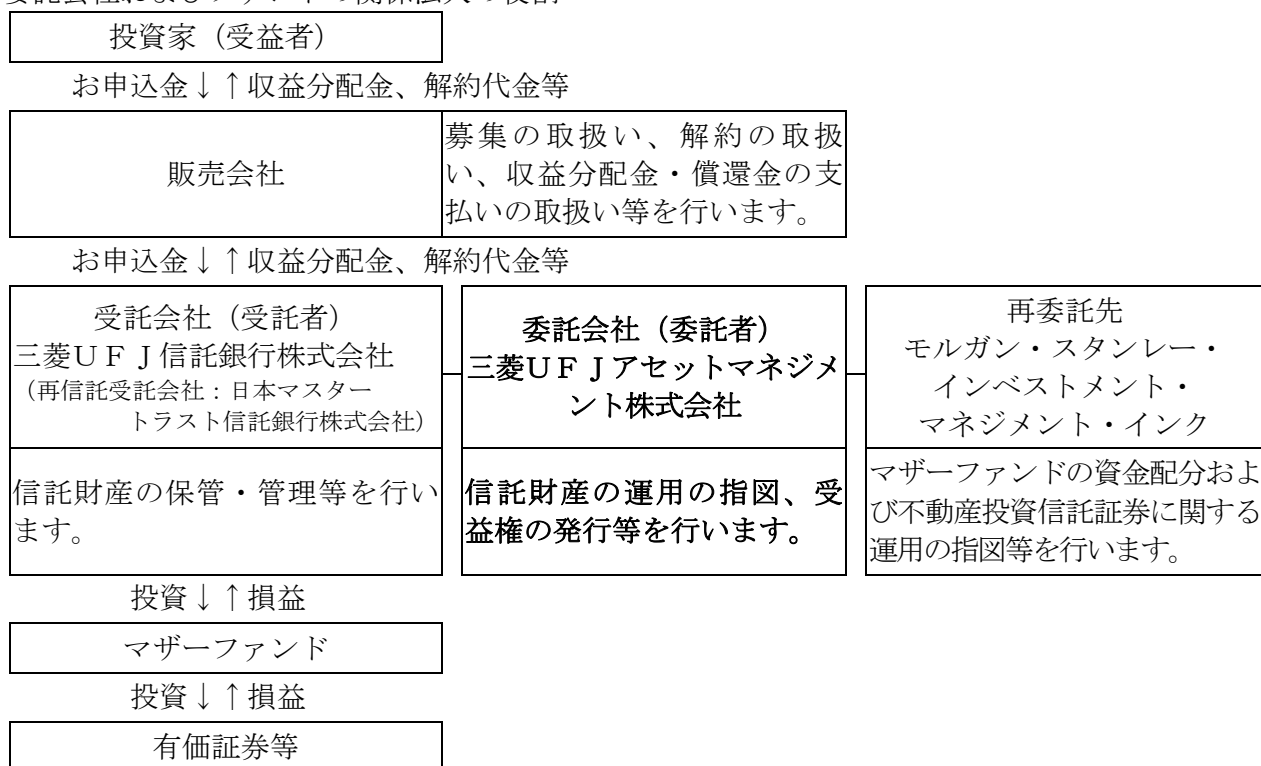 委託会社およびファンドの関係法人の役割
投資家(受益者)
お申込金↓↑収益分配金、解約代金等
販売会社
募集の取扱い、解約の取扱
い、収益分配金・償還金の支
払いの取扱い等を行います。
お申込金↓↑収益分配金、解約代金等
受託会社(受託者)
三菱UFJ信託銀行株式会社
(再信託受託会社:日本マスター
トラスト信託銀行株式会社)
委託会社(委託者)
三菱UFJアセットマネジメ
ント株式会社
再委託先
モルガン・スタンレー・
インベストメント・
マネジメント・インク
信託財産の保管・管理等を行い
ます。
信託財産の運用の指図、受
益権の発行等を行います。
マザーファンドの資金配分およ
び不動産投資信託証券に関する
運用の指図等を行います。
投資↓↑損益
マザーファンド
投資↓↑損益
有価証券等